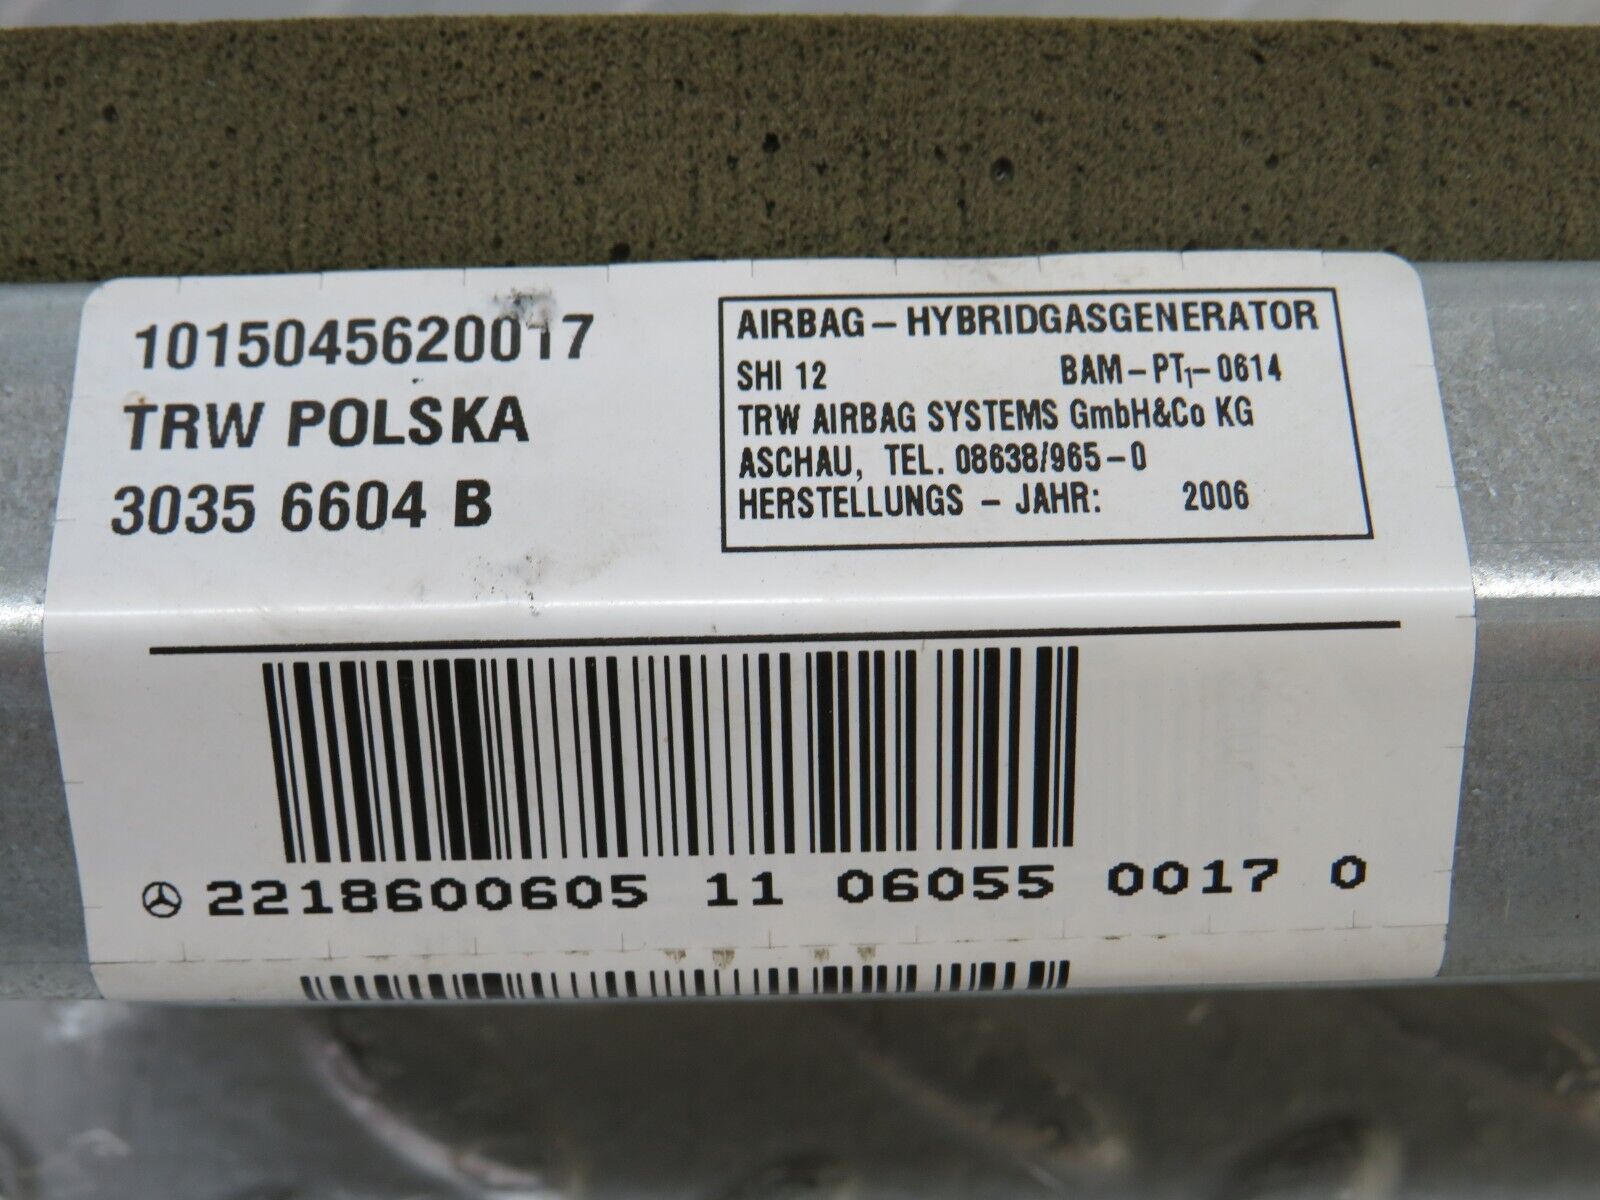 1015045620017
TRW POLSKA
3035 6604 B
AIRBAG – HYBRIDGASGENERATOR
SHI 12 BAM – PT1 – 0614
TRW AIRBAG SYSTEMS GmbH&Co KG
ASCHAU, TEL. 08638/965 – 0
HERSTELLUNGS – JAHR: 2006
2218600605 11 06055 0017 0